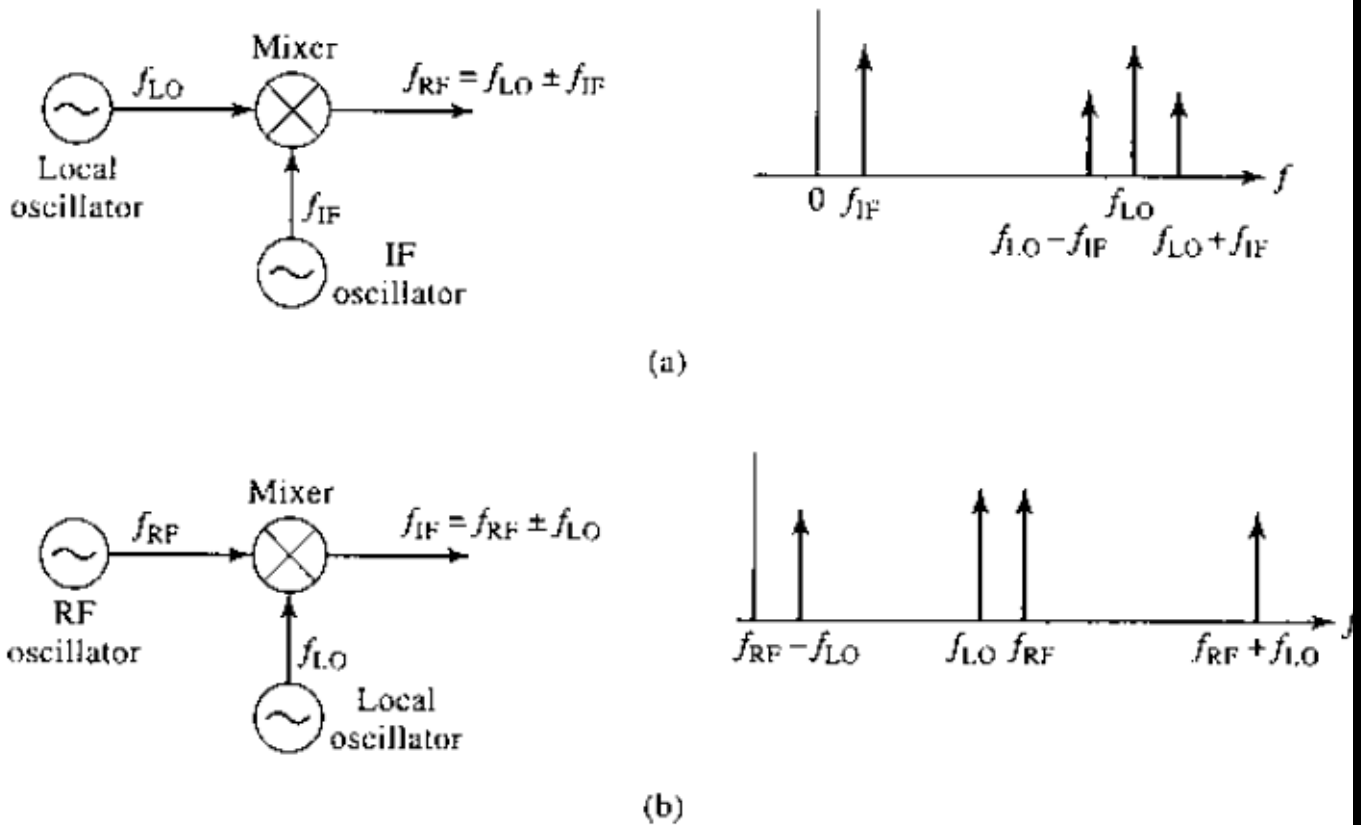 Mixer
f_LO
f_RF = f_LO ± f_IF
Local
oscillator
f_IF
IF
oscillator
0 f_IF
f_LO
f_LO − f_IF
f_LO + f_IF
f
(a)
Mixer
f_RF
f_IF = f_RF ± f_LO
RF
oscillator
f_LO
Local
oscillator
f_RF − f_LO
f_LO f_RF
f_RF + f_LO
f
(b)